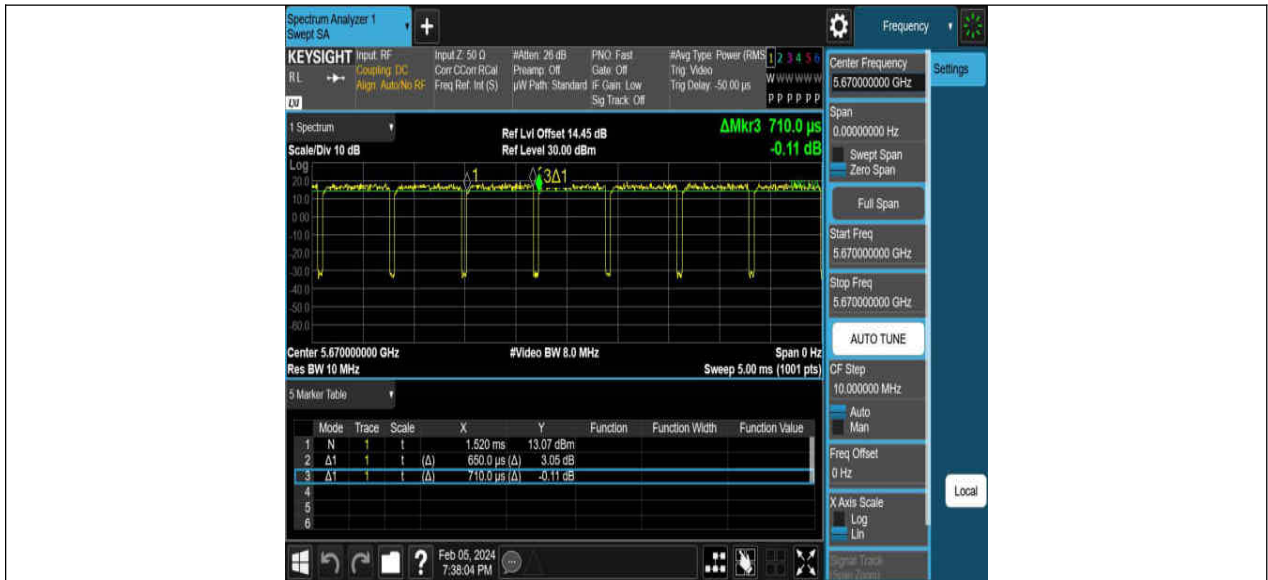 Spectrum Analyzer 1
Swept SA
+
Frequency
KEYSIGHT
RL
LXI
Input: RF
Coupling: DC
Align: Auto/No RF
Input Z: 50 Ω
Corr CCorr RCal
Freq Ref: Int (S)
#Atten: 26 dB
Preamp: Off
µW Path: Standard
PNO: Fast
Gate: Off
IF Gain: Low
Sig Track: Off
#Avg Type: Power (RMS
Trig: Video
Trig Delay: -50.00 µs
1 2 3 4 5 6
W W W W W W
P P P P P P
1 Spectrum
Scale/Div 10 dB
Ref Lvl Offset 14.45 dB
Ref Level 30.00 dBm
ΔMkr3 710.0 µs
-0.11 dB
Log
20.0
10.0
0.00
-10.0
-20.0
-30.0
-40.0
-50.0
-60.0
1
3Δ1
Center 5.670000000 GHz
#Video BW 8.0 MHz
Span 0 Hz
Res BW 10 MHz
Sweep 5.00 ms (1001 pts)
5 Marker Table
Mode Trace Scale X Y Function Function Width Function Value
1 N 1 t 1.520 ms 13.07 dBm
2 Δ1 1 t (Δ) 650.0 µs (Δ) 3.05 dB
3 Δ1 1 t (Δ) 710.0 µs (Δ) -0.11 dB
4
5
6
Feb 05, 2024
7:38:04 PM
Center Frequency
5.670000000 GHz
Settings
Span
0.00000000 Hz
Swept Span
Zero Span
Full Span
Start Freq
5.670000000 GHz
Stop Freq
5.670000000 GHz
AUTO TUNE
CF Step
10.000000 MHz
Auto
Man
Freq Offset
0 Hz
X Axis Scale
Log
Lin
Signal Track
(Span Zoom)
Local